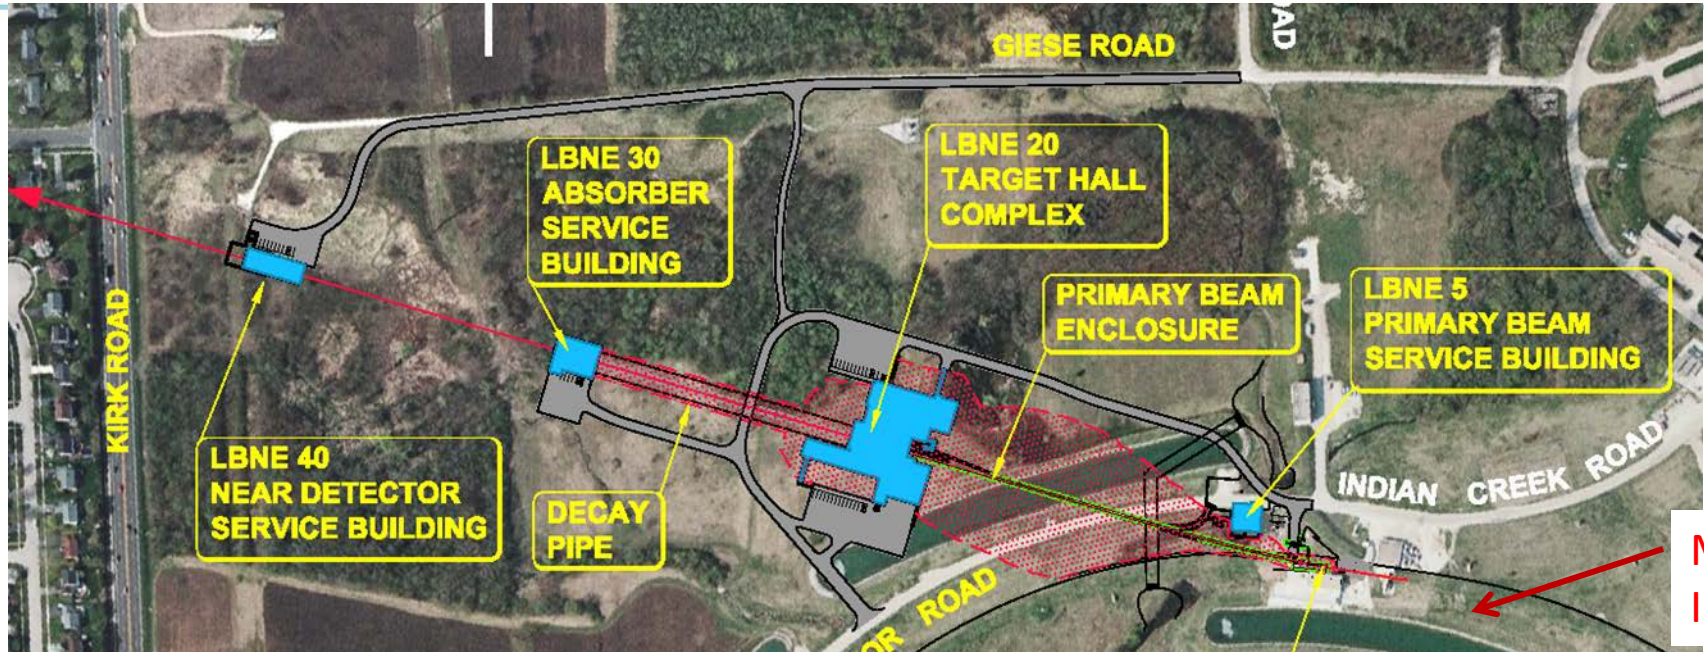 GIESE ROAD
ROAD
LBNE 30
ABSORBER
SERVICE
BUILDING
LBNE 20
TARGET HALL
COMPLEX
PRIMARY BEAM
ENCLOSURE
LBNE 5
PRIMARY BEAM
SERVICE BUILDING
KIRK ROAD
LBNE 40
NEAR DETECTOR
SERVICE BUILDING
DECAY
PIPE
INDIAN CREEK ROAD
ROAD